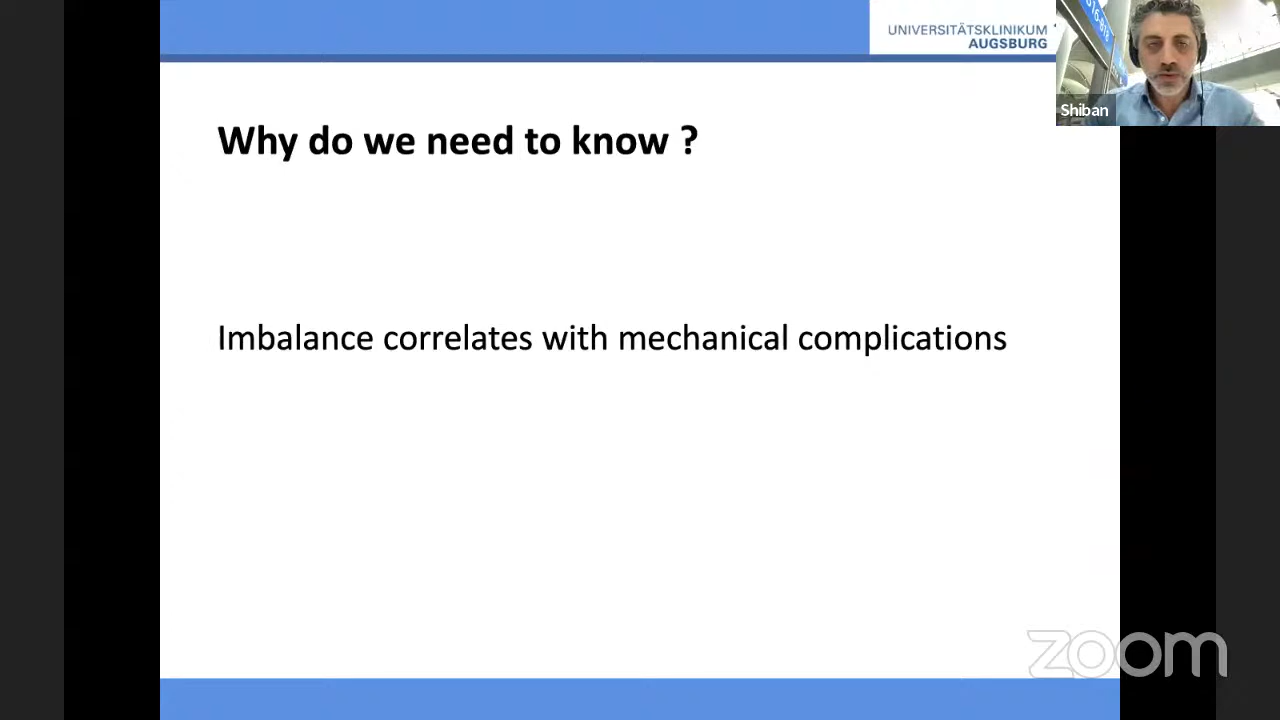 UNIVERSITÄTSKLINIKUM
AUGSBURG
Shiban
Why do we need to know ?
Imbalance correlates with mechanical complications
zoom